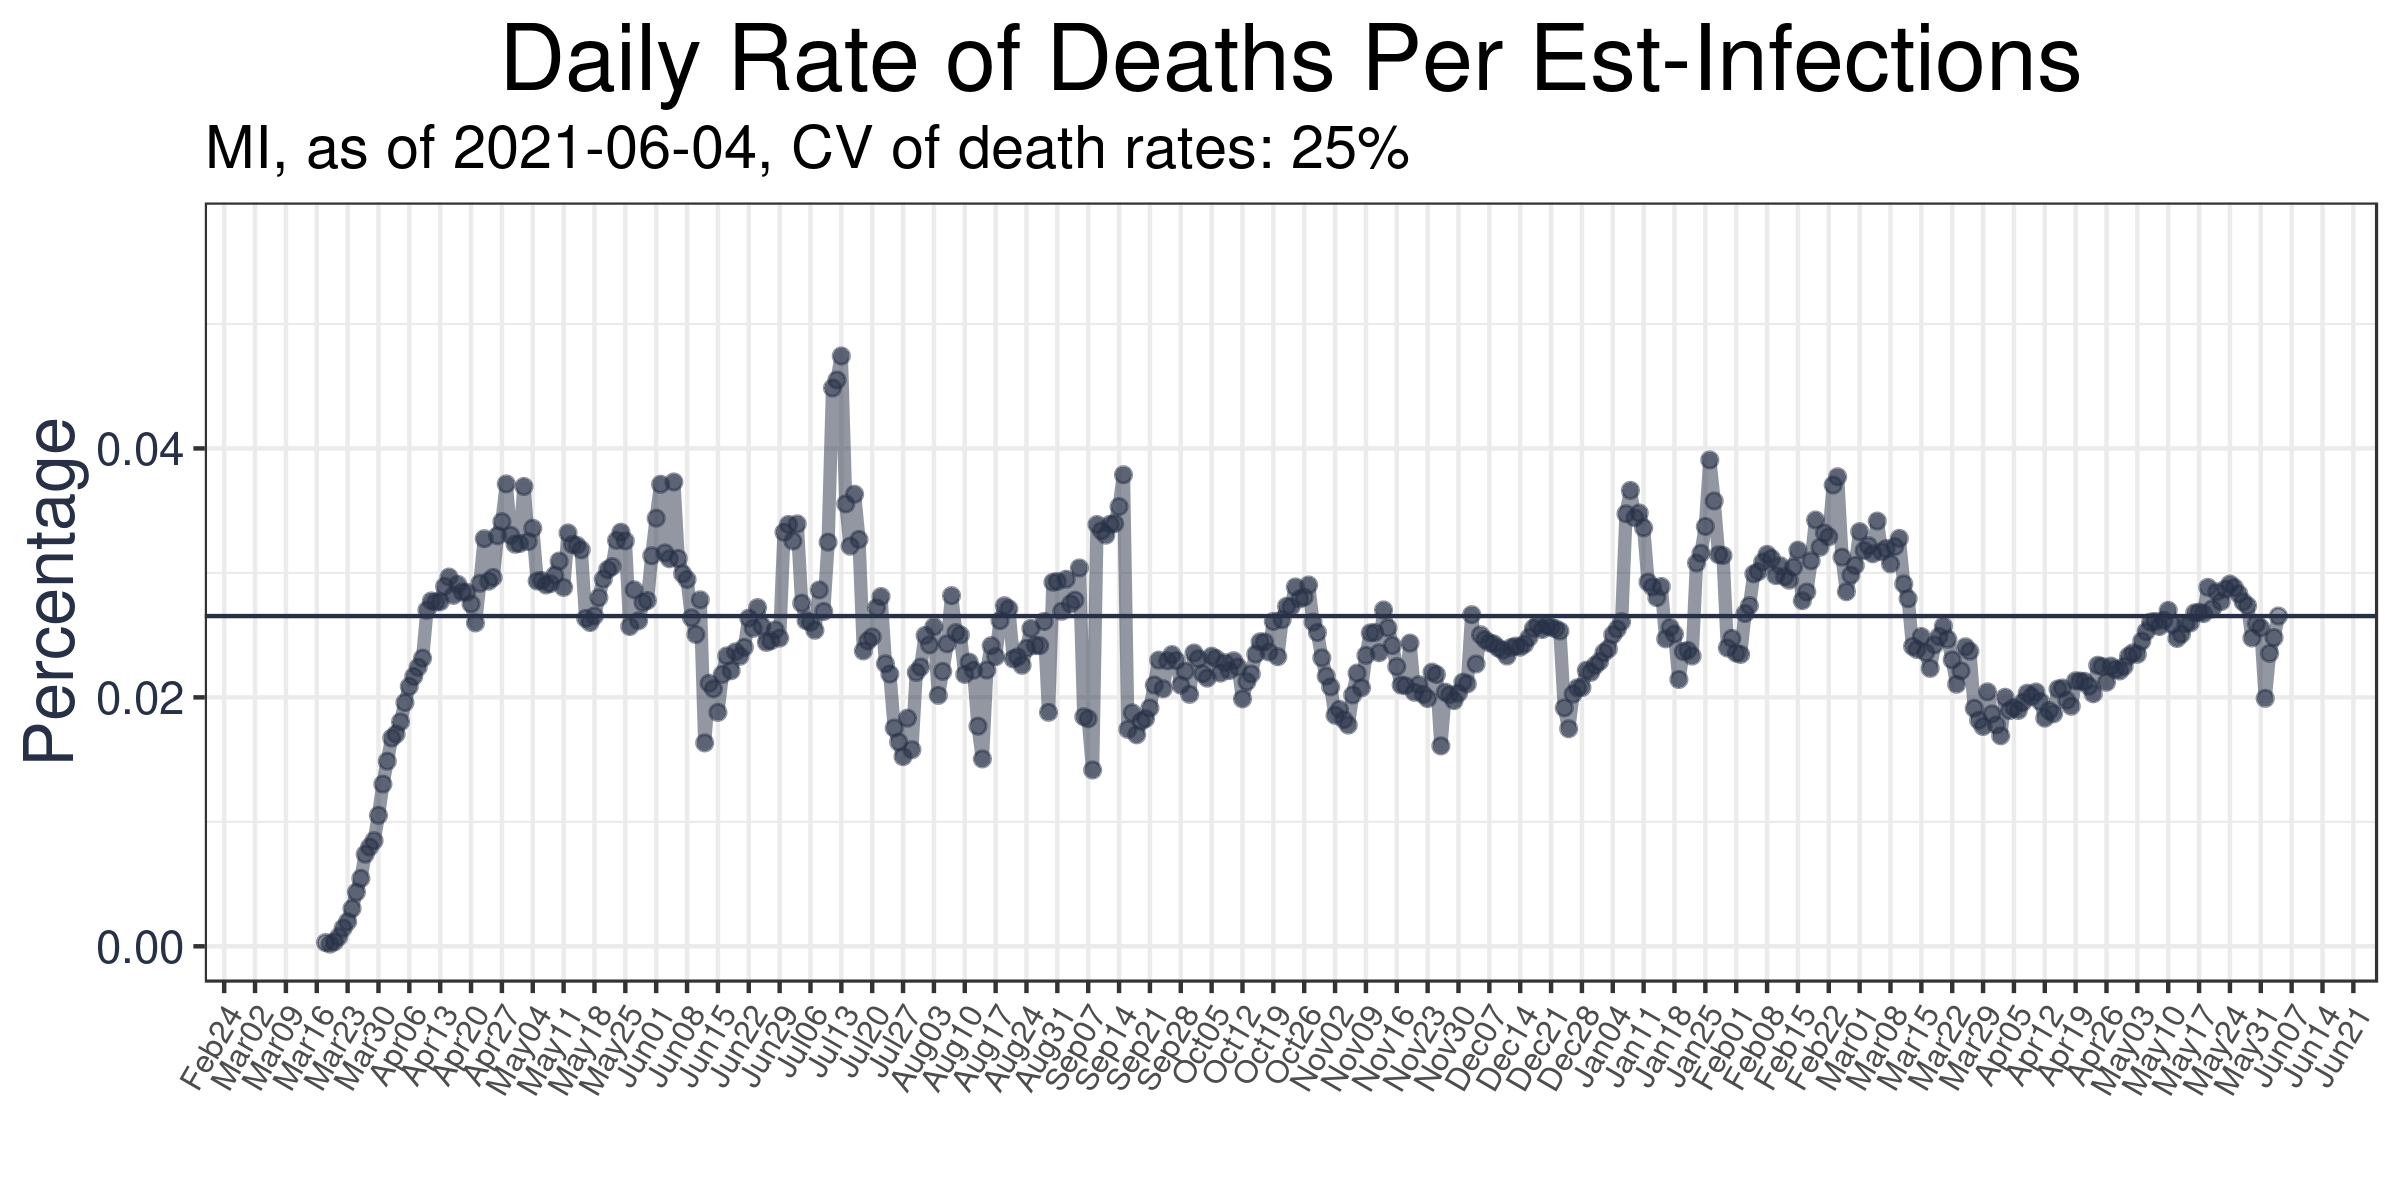 Daily Rate of Deaths Per Est-Infections
MI, as of 2021-06-04, CV of death rates: 25%
Percentage
0.04
0.02
0.00
Feb24 Mar02 Mar09 Mar16 Mar23 Mar30 Apr06 Apr13 Apr20 Apr27 May04 May11 May18 May25 Jun01 Jun08 Jun15 Jun22 Jun29 Jul06 Jul13 Jul20 Jul27 Aug03 Aug10 Aug17 Aug24 Aug31 Sep07 Sep14 Sep21 Sep28 Oct05 Oct12 Oct19 Oct26 Nov02 Nov09 Nov16 Nov23 Nov30 Dec07 Dec14 Dec21 Dec28 Jan04 Jan11 Jan18 Jan25 Feb01 Feb08 Feb15 Feb22 Mar01 Mar08 Mar15 Mar22 Mar29 Apr05 Apr12 Apr19 Apr26 May03 May10 May17 May24 May31 Jun07 Jun14 Jun21